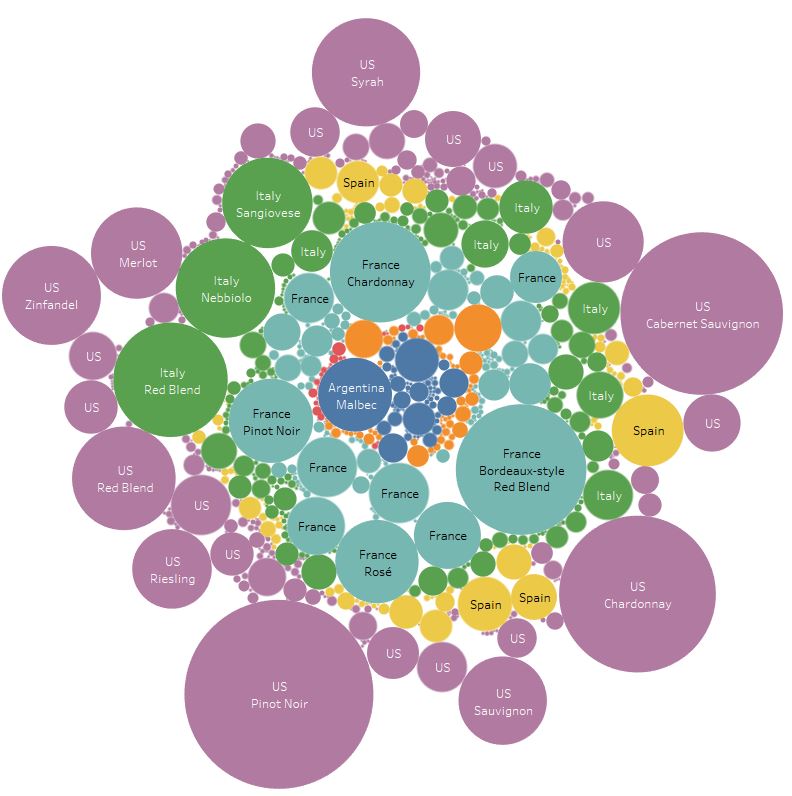 US
Syrah
US
US
US
Spain
Italy
Sangiovese
Italy
US
Italy
Italy
US
Merlot
France
Chardonnay
France
Italy
Nebbiolo
US
Zinfandel
France
Italy
US
Cabernet Sauvignon
US
Italy
Red Blend
Argentina
Malbec
Italy
US
France
Pinot Noir
Spain
US
France
Bordeaux-style
Red Blend
US
Red Blend
France
France
Italy
US
France
France
US
US
Riesling
France
Rosé
US
Chardonnay
Spain
Spain
US
US
US
US
Pinot Noir
US
Sauvignon